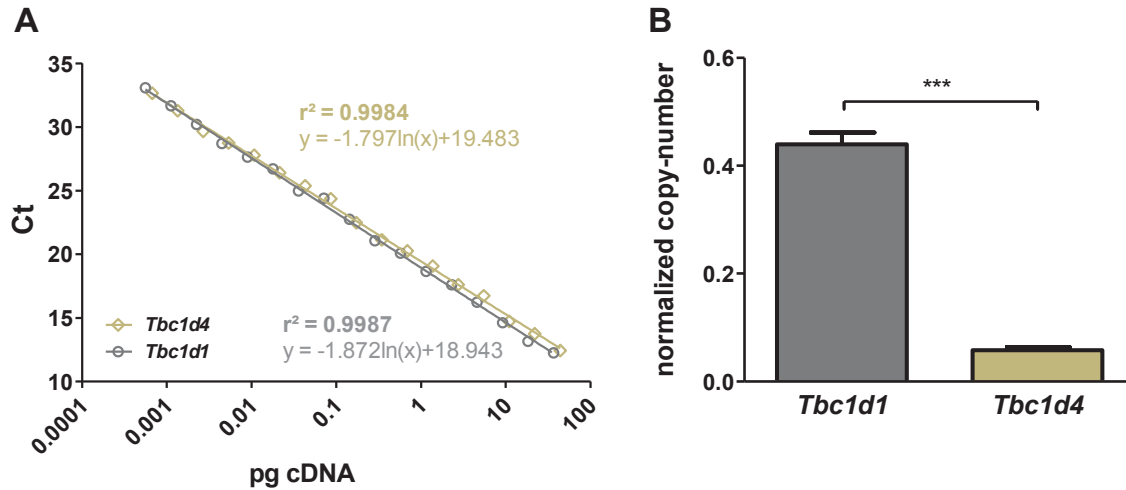 A
35
30
25
20
15
10
Ct
r² = 0.9984
y = -1.797ln(x)+19.483
Tbc1d4
Tbc1d1
r² = 0.9987
y = -1.872ln(x)+18.943
0.0001
0.001
0.01
0.1
1
10
100
pg cDNA
B
normalized copy-number
0.6
0.4
0.2
0.0
***
Tbc1d1
Tbc1d4